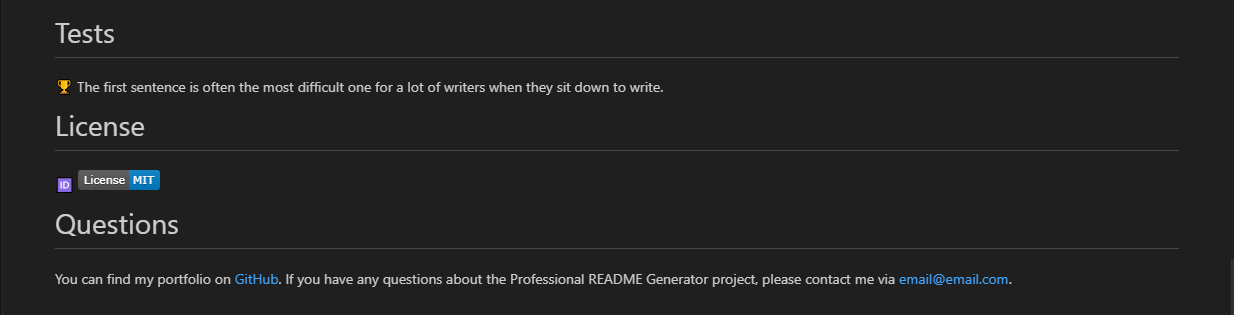 Tests
🏆 The first sentence is often the most difficult one for a lot of writers when they sit down to write.
License
🆔 License MIT
Questions
You can find my portfolio on GitHub. If you have any questions about the Professional README Generator project, please contact me via email@email.com.